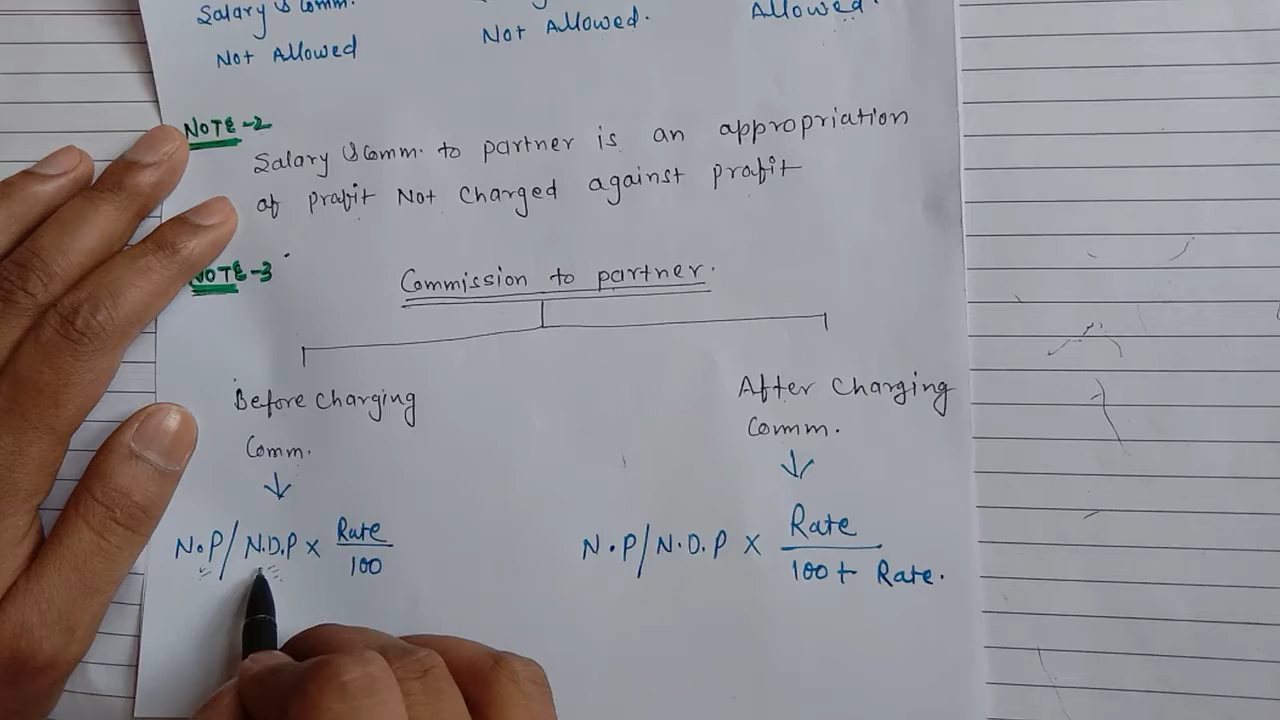 Salary & Comm.
Not Allowed
Not Allowed.
Allowed.
NOTE-2
Salary & Comm. to partner is an appropriation
of profit Not Charged against profit
NOTE-3
Commission to partner.
Before Charging
Comm.
N.P/N.D.P × Rate/100
After Charging
Comm.
N.P/N.D.P × Rate/100+ Rate.